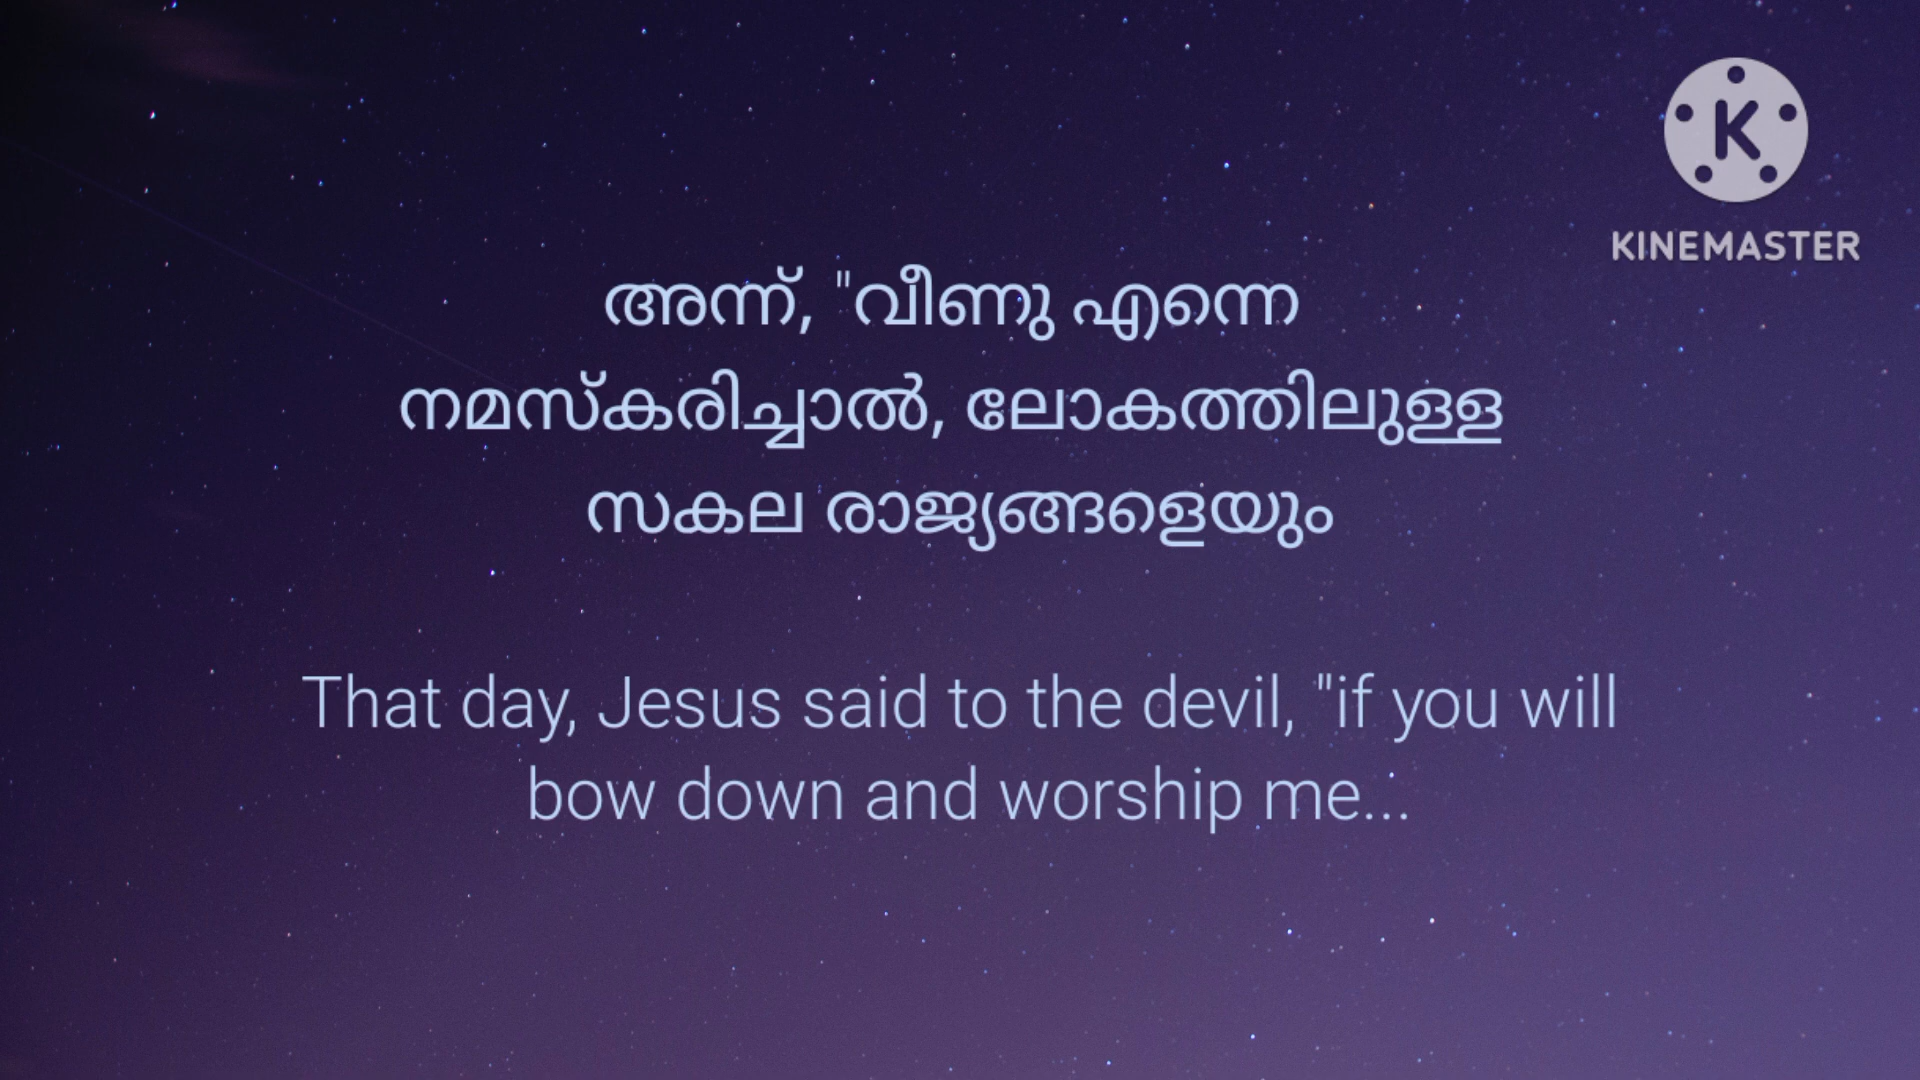 K
KINEMASTER
അന്ന്, "വീണു എന്നെ
നമസ്കരിച്ചാൽ, ലോകത്തിലുള്ള
സകല രാജ്യങ്ങളെയും
That day, Jesus said to the devil, "if you will
bow down and worship me...